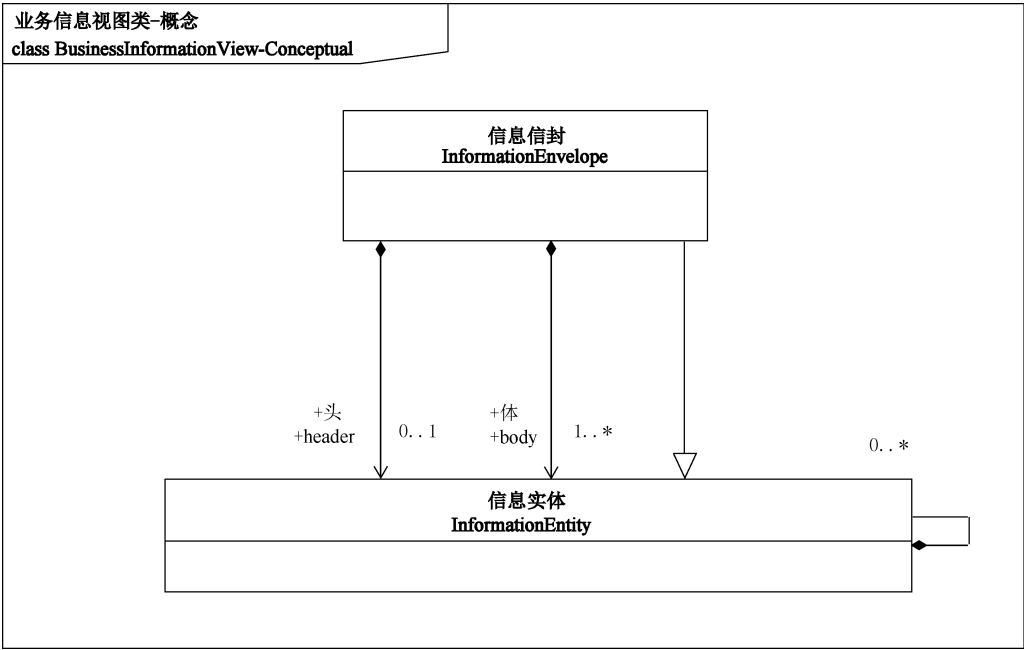 业务信息视图类-概念
class BusinessInformationView-Conceptual
信息信封
InformationEnvelope
+头
+header
0..1
+体
+body
1..*
0..*
信息实体
InformationEntity